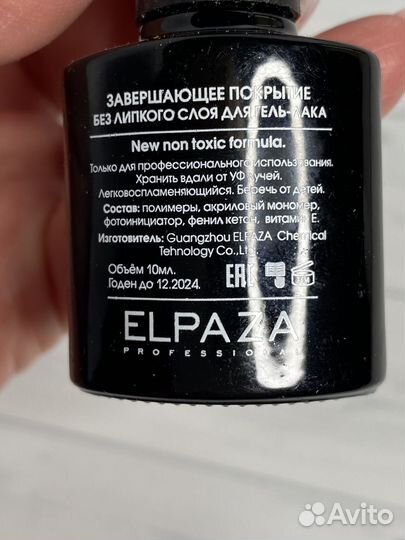 ЗАВЕРШАЮЩЕЕ ПОКРЫТИЕ
БЕЗ ЛИПКОГО СЛОЯ ДЛЯ ГЕЛЬ-ЛАКА
New non toxic formula.
Только для профессионального использования.
Хранить вдали от УФ лучей.
Легковоспламеняющийся. Беречь от детей.
Состав: полимеры, акриловый мономер,
фотоинициатор, фенил кетон, витамин Е.
Изготовитель: Guangzhou ELPAZA Chemical
Tehnology Co.,Ltd.
Объём 10мл.
Годен до 12.2024.
EAC
ELPAZA
PROFESSIONAL
Avito